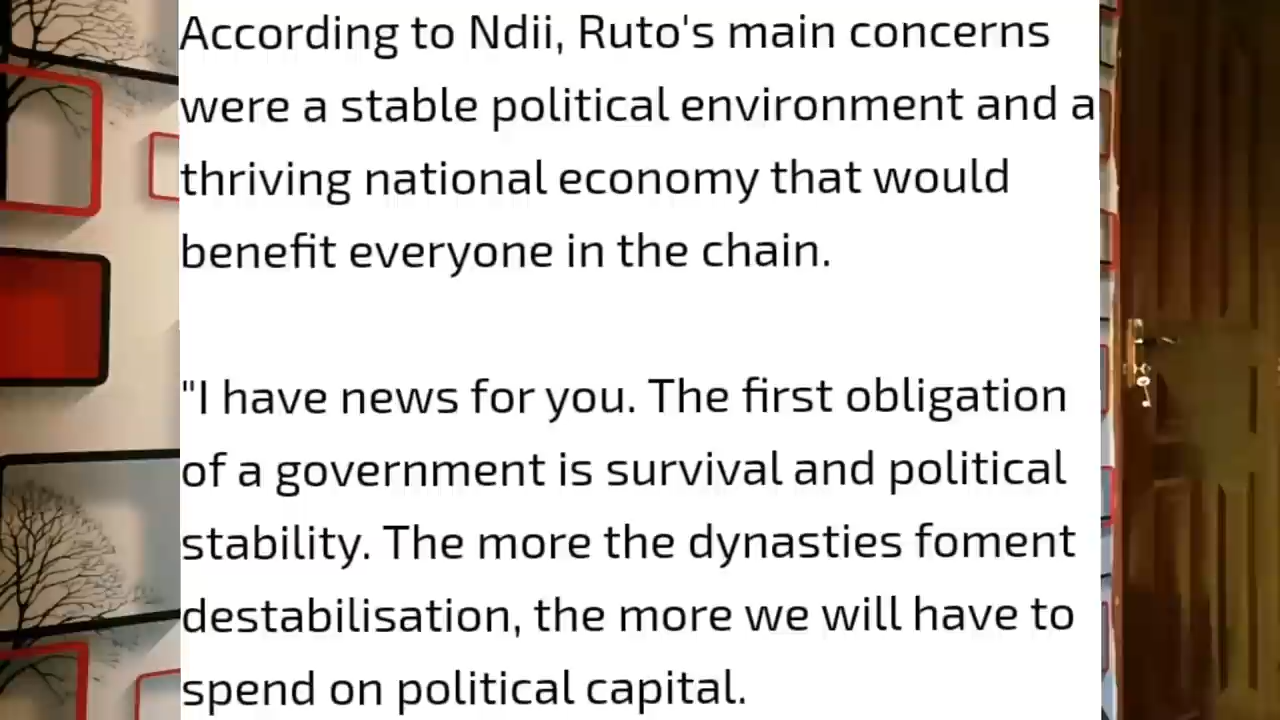 According to Ndii, Ruto's main concerns
were a stable political environment and a
thriving national economy that would
benefit everyone in the chain.
"I have news for you. The first obligation
of a government is survival and political
stability. The more the dynasties foment
destabilisation, the more we will have to
spend on political capital.